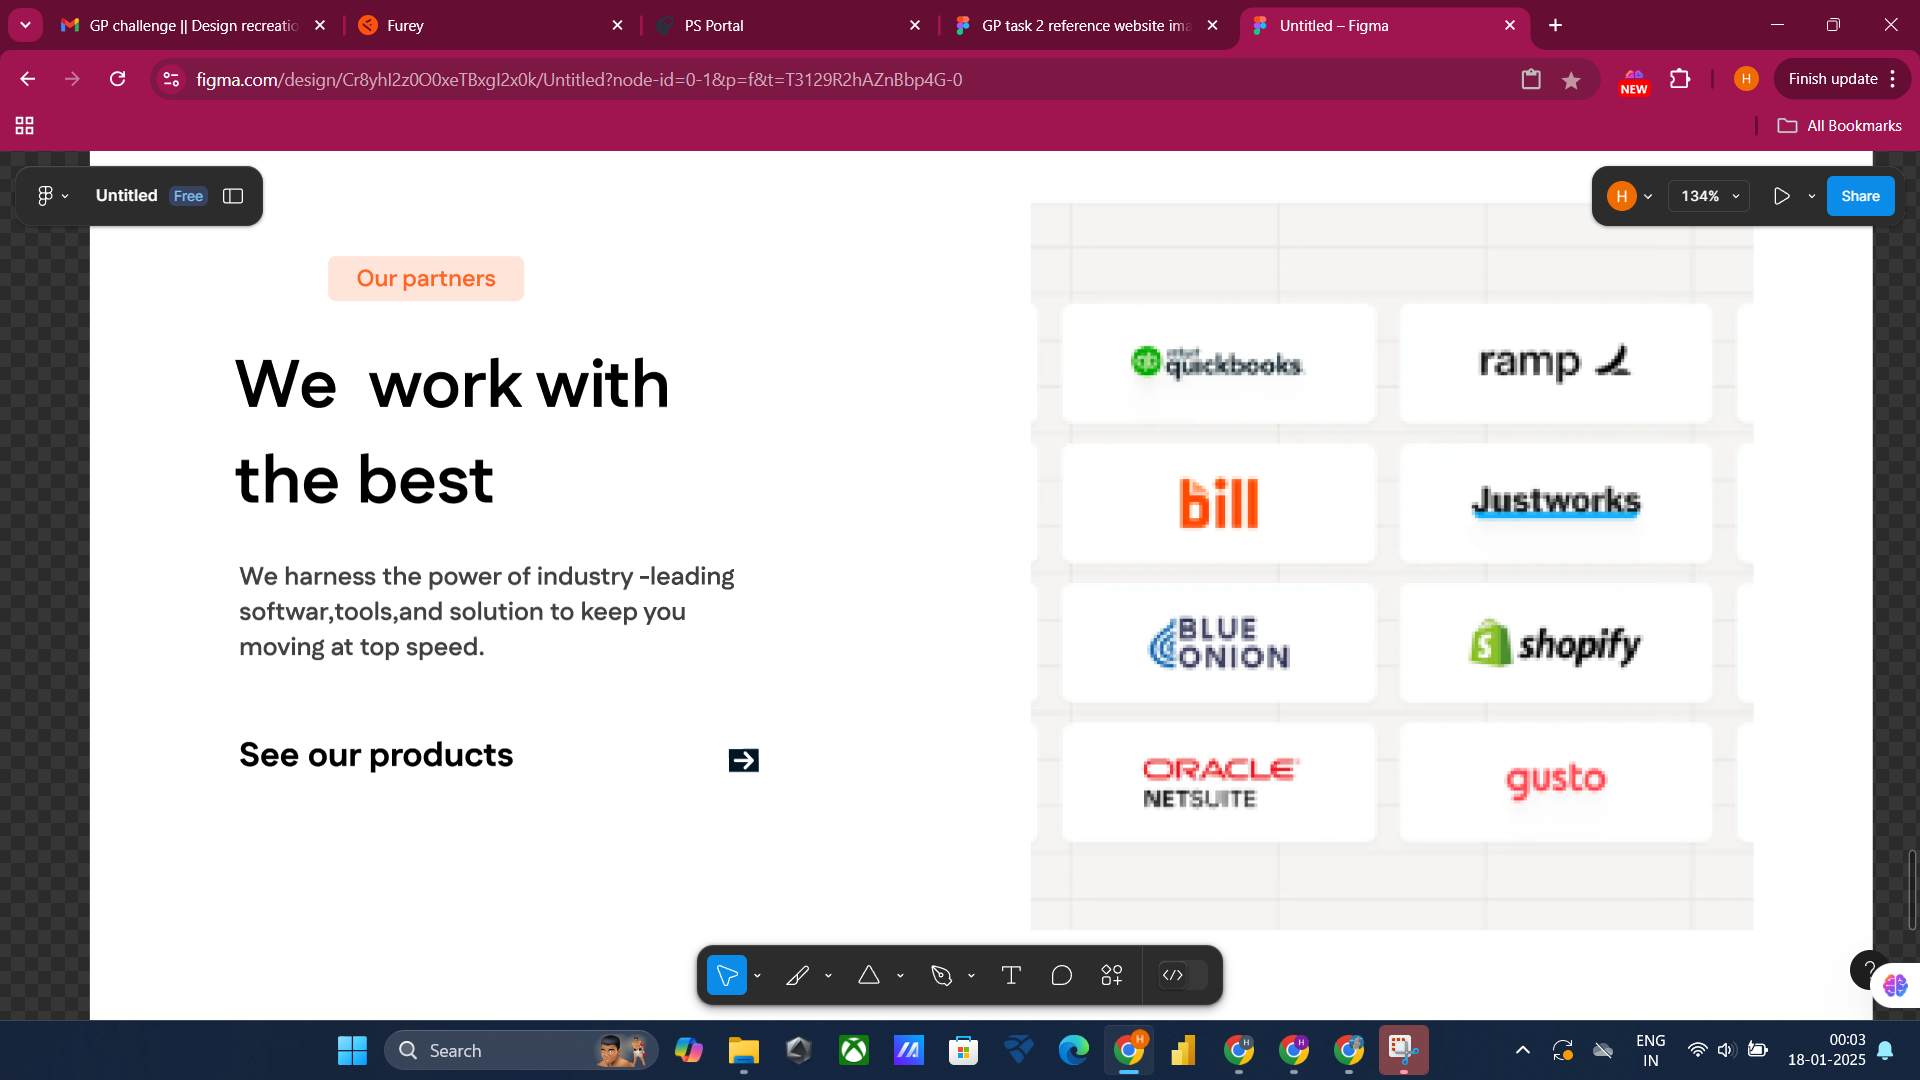 GP challenge || Design recreatio
Furey
PS Portal
GP task 2 reference website ima
Untitled – Figma
figma.com/design/Cr8yhI2z0O0xeTBxgI2x0k/Untitled?node-id=0-1&p=f&t=T3129R2hAZnBbp4G-0
NEW
H
Finish update
All Bookmarks
Untitled
Free
H
134%
Share
Our partners
We  work with
the best
We harness the power of industry -leading
softwar,tools,and solution to keep you
moving at top speed.
See our products
qb intuit quickbooks
ramp
bill
Justworks
BLUE
ONION
shopify
ORACLE
NETSUITE
gusto
?
Search
ENG
IN
00:03
18-01-2025